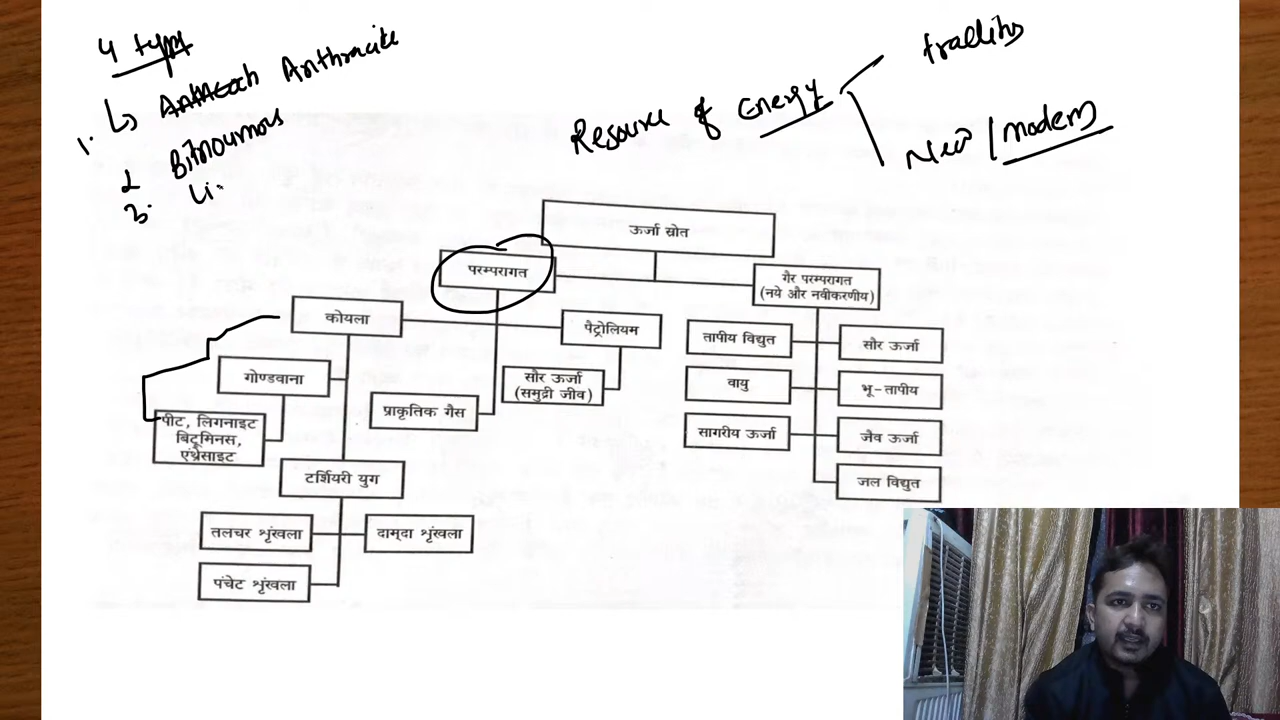 4 type
Anthracite
1.
2 Bitnoumous
3. Li
Resource of Energy
New / modern
ऊर्जा स्रोत
परम्परागत
गैर परम्परागत
(नये और नवीकरणीय)
कोयला
पैट्रोलियम
तापीय विद्युत
सौर ऊर्जा
गोण्डवाना
सौर ऊर्जा
(समुद्री जीव)
वायु
भू-तापीय
प्राकृतिक गैस
पीट, लिगनाइट
बिटूमिनस,
एंथ्रेसाइट
सागरीय ऊर्जा
जैव ऊर्जा
टर्शियरी युग
जल विद्युत
तलचर श्रृंखला
दामूदा श्रृंखला
पंचेट श्रृंखला